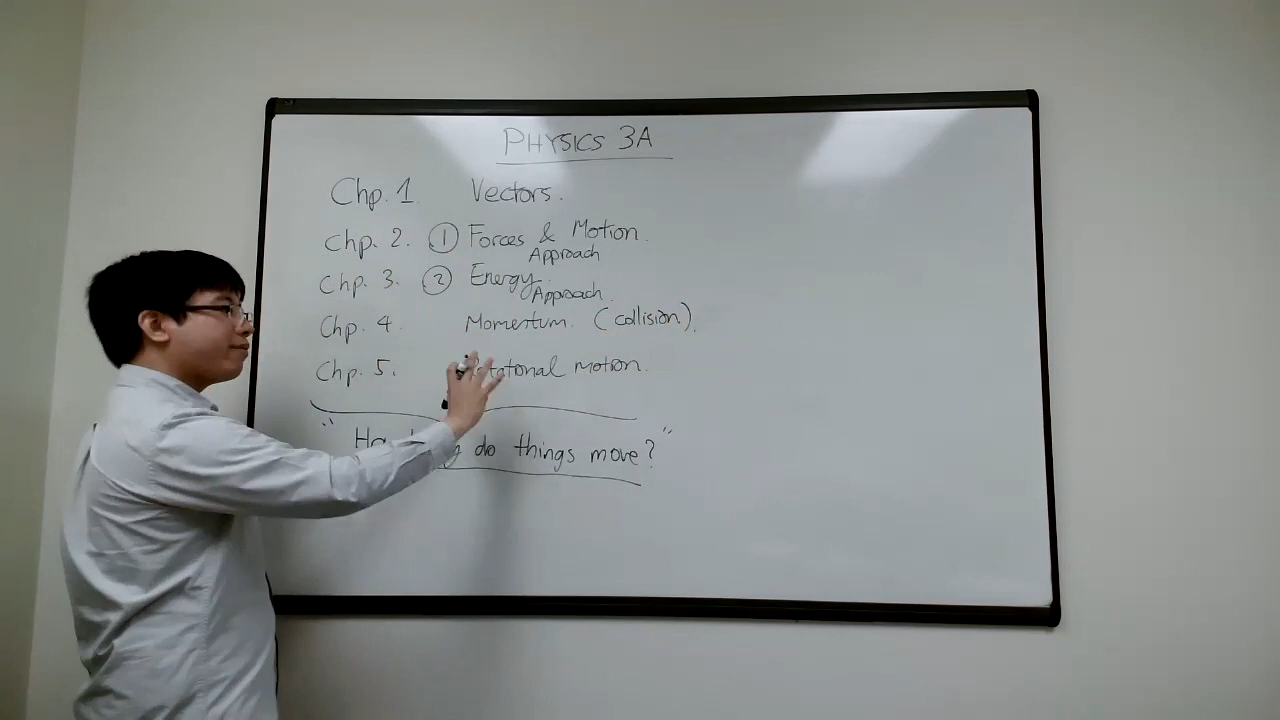 PHYSICS 3A
Chp. 1 Vectors.
Chp. 2. ① Forces & Motion.
Approach
Chp. 3. ② Energy.
Approach.
Chp. 4. Momentum. (collision).
Chp. 5. Rotational motion.
" do things move? "